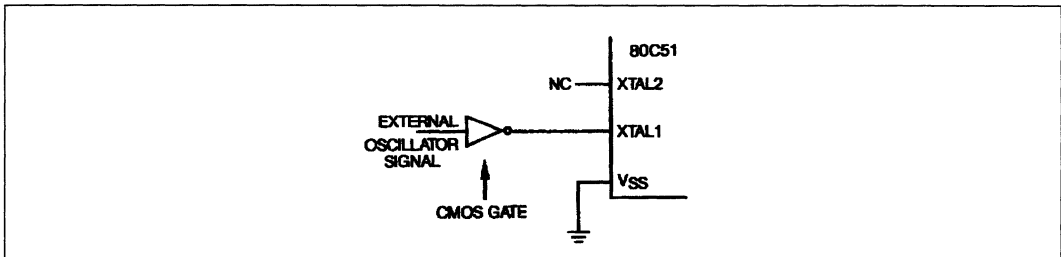 80C51
NC
XTAL2
EXTERNAL
OSCILLATOR
SIGNAL
XTAL1
VSS
CMOS GATE